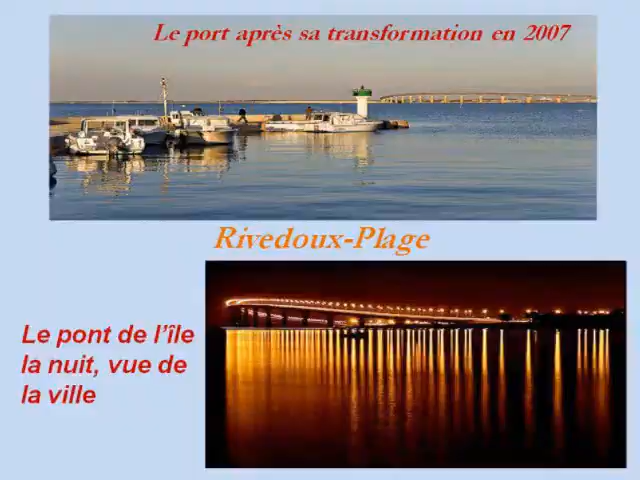 Le port après sa transformation en 2007
Rivedoux-Plage
Le pont de l’île
la nuit, vue de
la ville